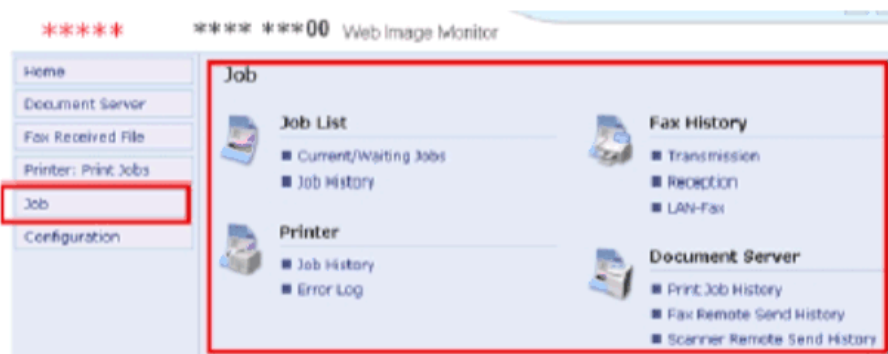 ***** **** ***00 Web Image Monitor
Home
Document Server
Fax Received File
Printer: Print Jobs
Job
Configuration
Job
Job List
Current/Waiting Jobs
Job History
Printer
Job History
Error Log
Fax History
Transmission
Reception
LAN-Fax
Document Server
Print Job History
Fax Remote Send History
Scanner Remote Send History